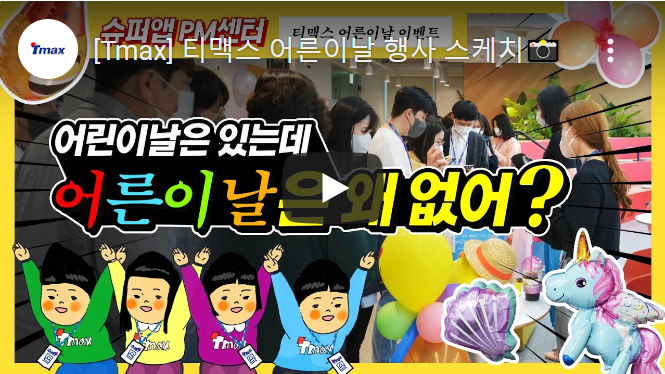 슈퍼앱 PM센터
티맥스 어른이날 이벤트
Tmax
[Tmax] 티맥스 어른이날 행사 스케치
어린이날은 있는데
어른이날은 왜 없어?
Tmax
Tmax
Tmax
Tmax